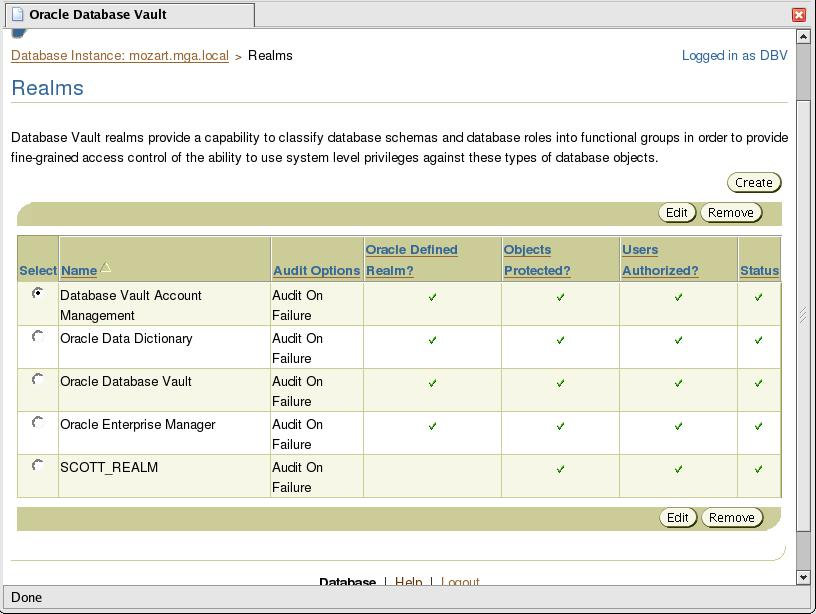 Oracle Database Vault
Database Instance: mozart.mga.local > Realms
Logged in as DBV
Realms
Database Vault realms provide a capability to classify database schemas and database roles into functional groups in order to provide
fine-grained access control of the ability to use system level privileges against these types of database objects.
Create
Edit Remove
Select Name Audit Options Oracle Defined Realm? Objects Protected? Users Authorized? Status
Database Vault Account Management Audit On Failure
Oracle Data Dictionary Audit On Failure
Oracle Database Vault Audit On Failure
Oracle Enterprise Manager Audit On Failure
SCOTT_REALM Audit On Failure
Edit Remove
Database | Help | Logout
Done